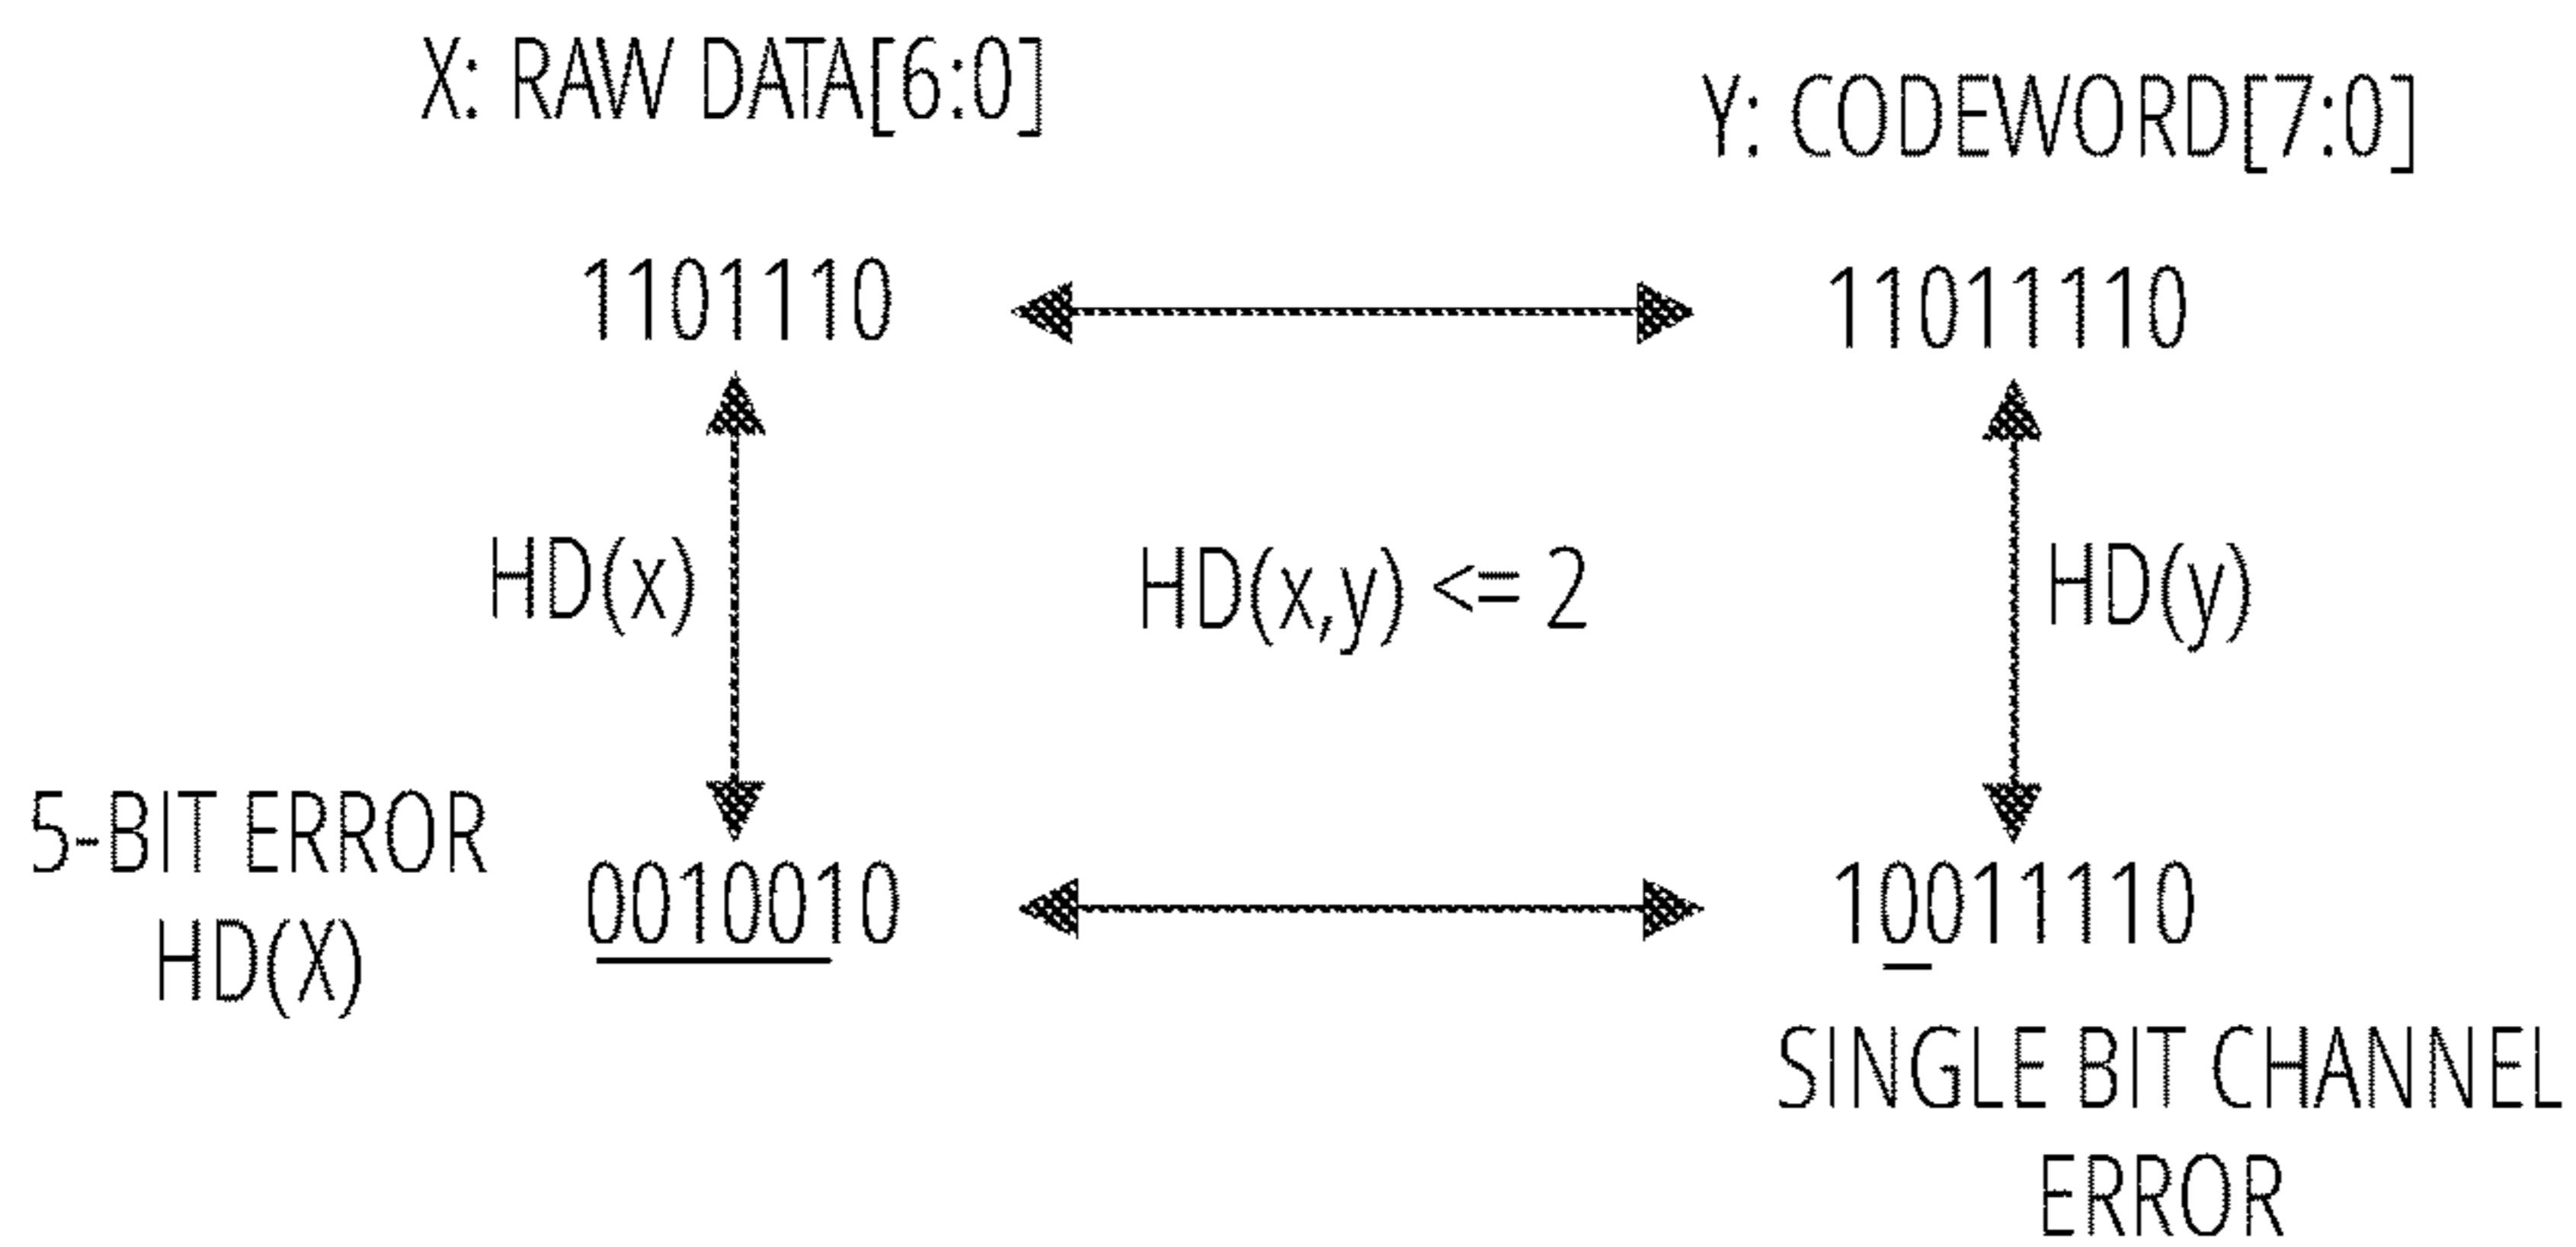 X: RAW DATA[6:0]
Y: CODEWORD[7:0]
1101110
11011110
HD(x)
HD(x,y) <= 2
HD(y)
5-BIT ERROR
HD(X)
0010010
10011110
SINGLE BIT CHANNEL
ERROR